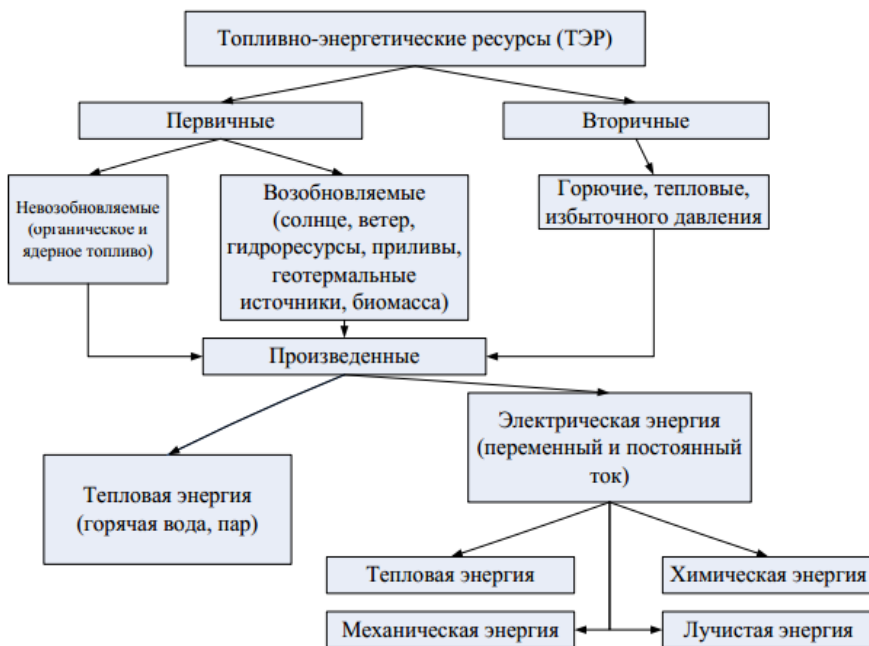 Топливно-энергетические ресурсы (ТЭР)
Первичные
Вторичные
Невозобновляемые
(органическое и
ядерное топливо)
Возобновляемые
(солнце, ветер,
гидроресурсы, приливы,
геотермальные
источники, биомасса)
Горючие, тепловые,
избыточного давления
Произведенные
Тепловая энергия
(горячая вода, пар)
Электрическая энергия
(переменный и постоянный
ток)
Тепловая энергия
Химическая энергия
Механическая энергия
Лучистая энергия